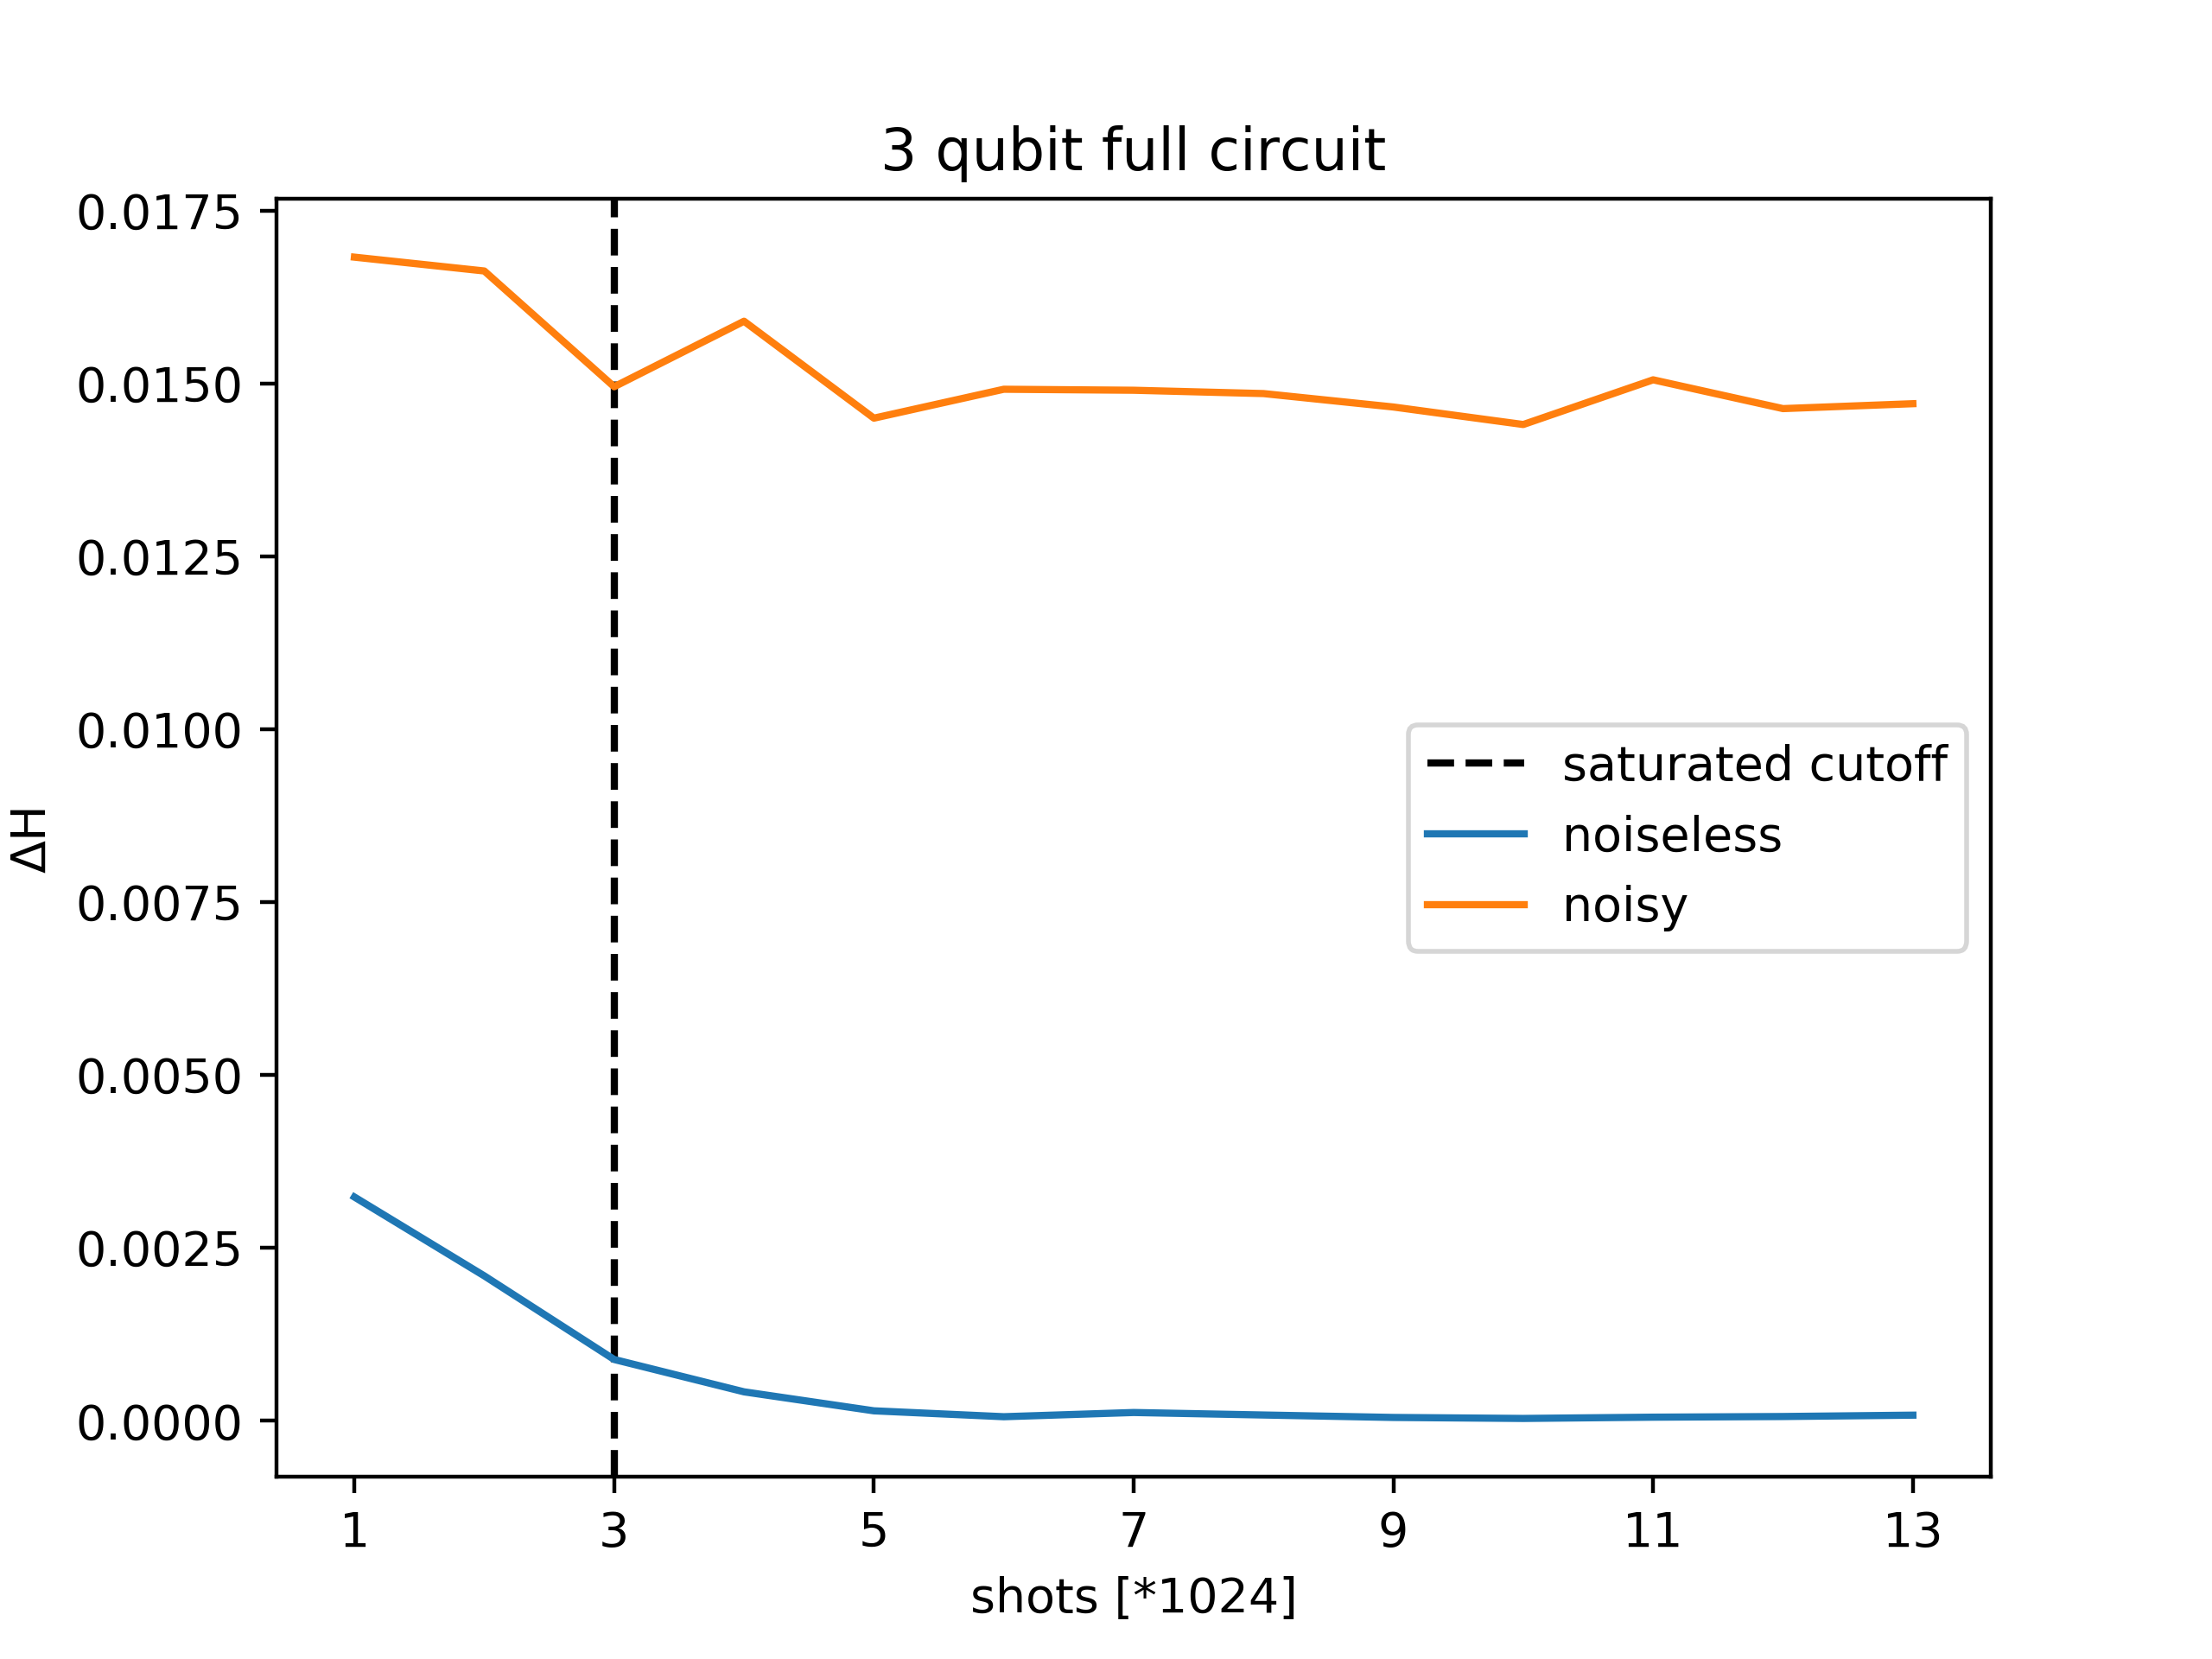 3 qubit full circuit
0.0175
0.0150
0.0125
0.0100
0.0075
0.0050
0.0025
0.0000
ΔH
saturated cutoff
noiseless
noisy
1 3 5 7 9 11 13
shots [*1024]